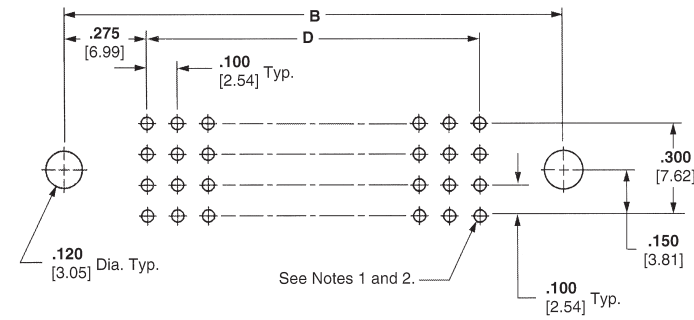 B
.275
[6.99]
D
.100
[2.54] Typ.
.300
[7.62]
.120
[3.05] Dia. Typ.
.150
[3.81]
See Notes 1 and 2.
.100
[2.54] Typ.